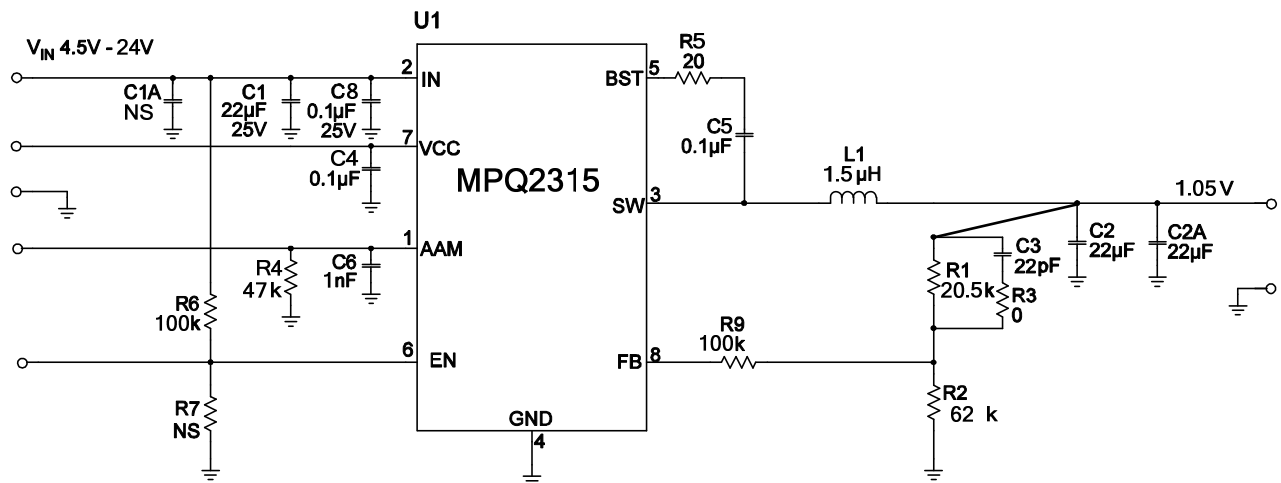 U1
V_IN 4.5V - 24V
C1A
NS
C1
22µF
25V
C8
0.1µF
25V
2
IN
7
VCC
C4
0.1µF
MPQ2315
1
AAM
R4
47k
C6
1nF
R6
100k
6
EN
R7
NS
GND
4
BST
5
R5
20
C5
0.1µF
SW
3
L1
1.5µH
1.05V
C2
22µF
C2A
22µF
C3
22pF
R1
20.5k
R3
0
FB
8
R9
100k
R2
62 k